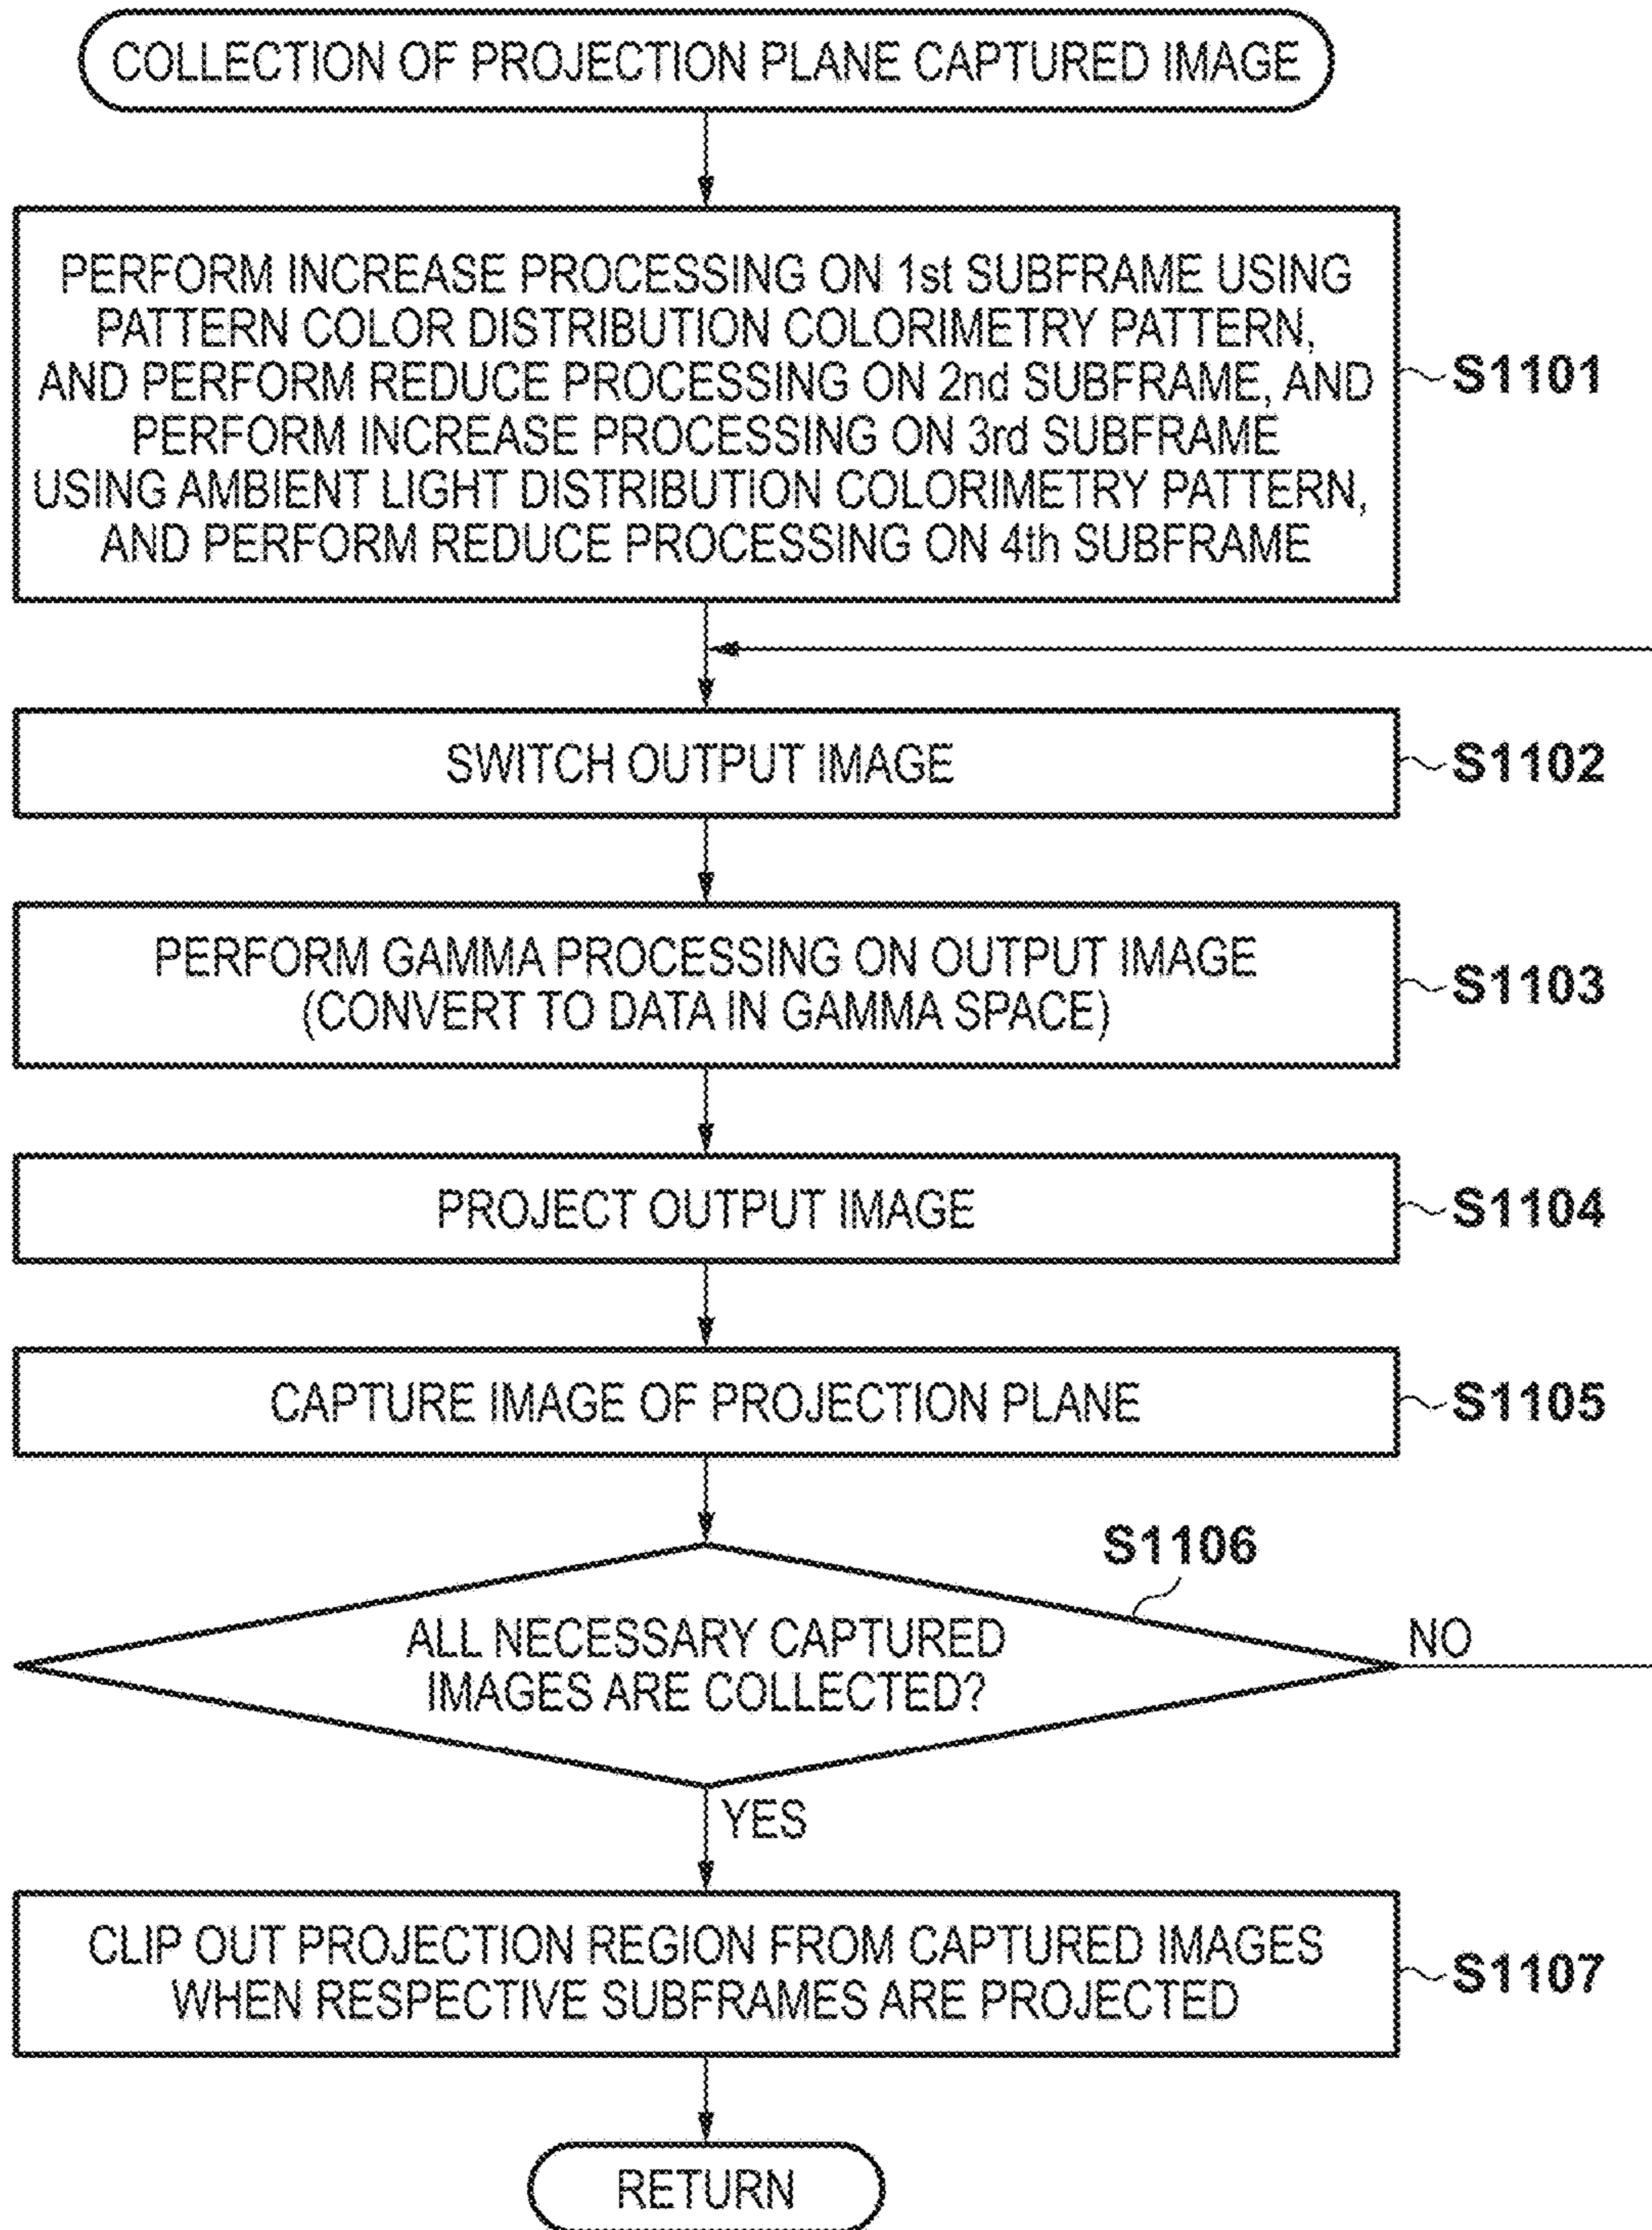 COLLECTION OF PROJECTION PLANE CAPTURED IMAGE
PERFORM INCREASE PROCESSING ON 1st SUBFRAME USING
PATTERN COLOR DISTRIBUTION COLORIMETRY PATTERN,
AND PERFORM REDUCE PROCESSING ON 2nd SUBFRAME, AND
PERFORM INCREASE PROCESSING ON 3rd SUBFRAME
USING AMBIENT LIGHT DISTRIBUTION COLORIMETRY PATTERN,
AND PERFORM REDUCE PROCESSING ON 4th SUBFRAME
S1101
SWITCH OUTPUT IMAGE
S1102
PERFORM GAMMA PROCESSING ON OUTPUT IMAGE
(CONVERT TO DATA IN GAMMA SPACE)
S1103
PROJECT OUTPUT IMAGE
S1104
CAPTURE IMAGE OF PROJECTION PLANE
S1105
S1106
ALL NECESSARY CAPTURED
IMAGES ARE COLLECTED?
NO
YES
CLIP OUT PROJECTION REGION FROM CAPTURED IMAGES
WHEN RESPECTIVE SUBFRAMES ARE PROJECTED
S1107
RETURN